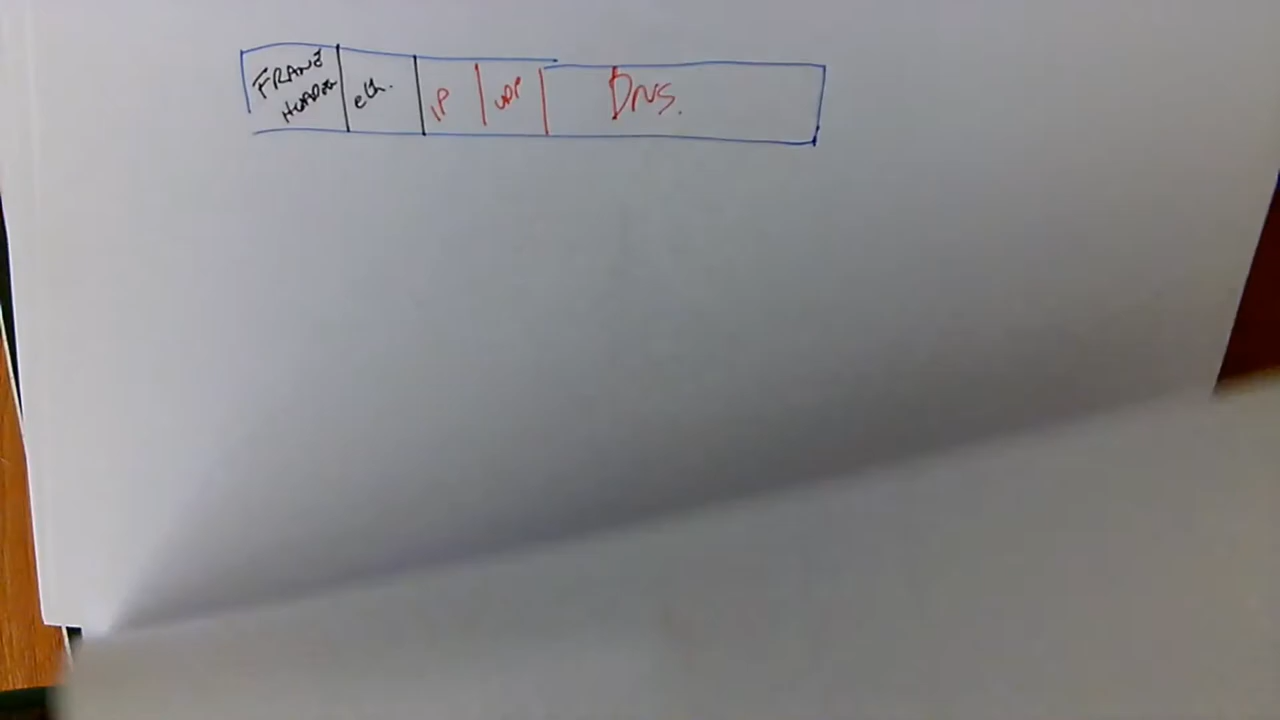 FRAME
HEADER
eth.
IP
UDP
DNS.